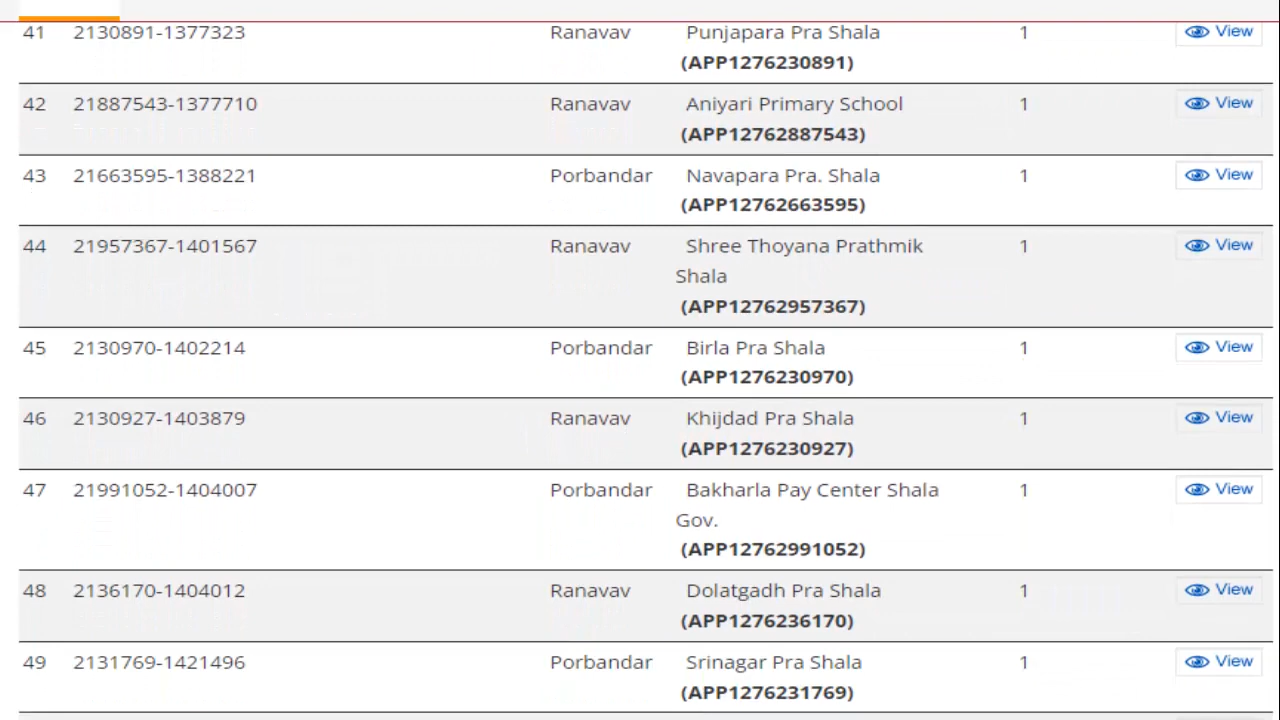 41 2130891-1377323 Ranavav Punjapara Pra Shala 1 View
(APP1276230891)
42 21887543-1377710 Ranavav Aniyari Primary School 1 View
(APP12762887543)
43 21663595-1388221 Porbandar Navapara Pra. Shala 1 View
(APP12762663595)
44 21957367-1401567 Ranavav Shree Thoyana Prathmik 1 View
Shala
(APP12762957367)
45 2130970-1402214 Porbandar Birla Pra Shala 1 View
(APP1276230970)
46 2130927-1403879 Ranavav Khijdad Pra Shala 1 View
(APP1276230927)
47 21991052-1404007 Porbandar Bakharla Pay Center Shala 1 View
Gov.
(APP12762991052)
48 2136170-1404012 Ranavav Dolatgadh Pra Shala 1 View
(APP1276236170)
49 2131769-1421496 Porbandar Srinagar Pra Shala 1 View
(APP1276231769)